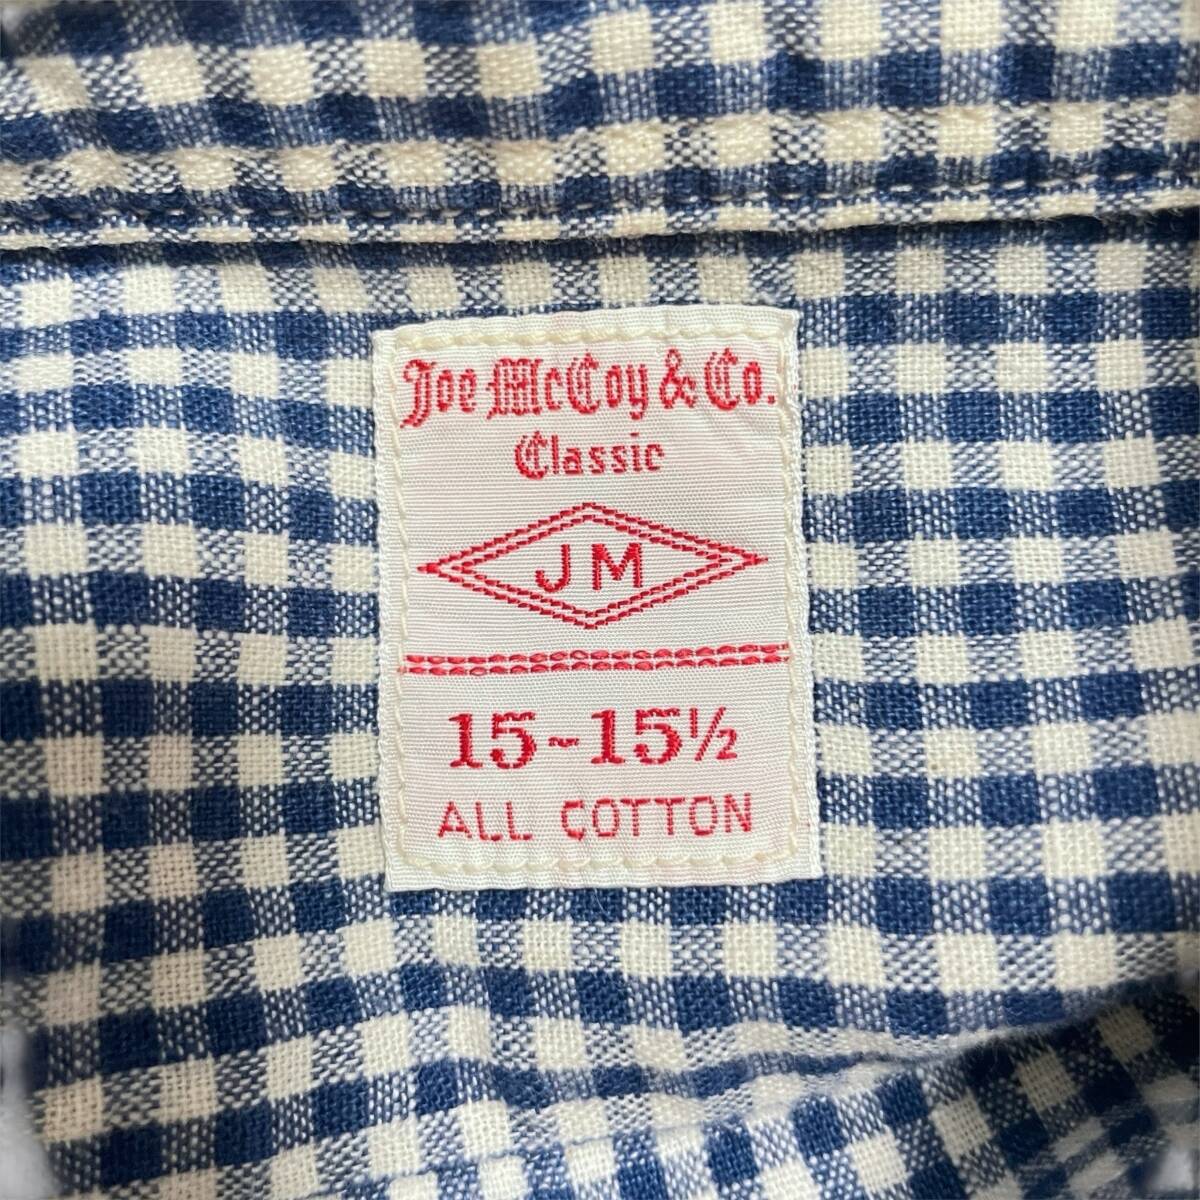 Joe McCoy & Co.
Classic
JM
15~15½
ALL COTTON